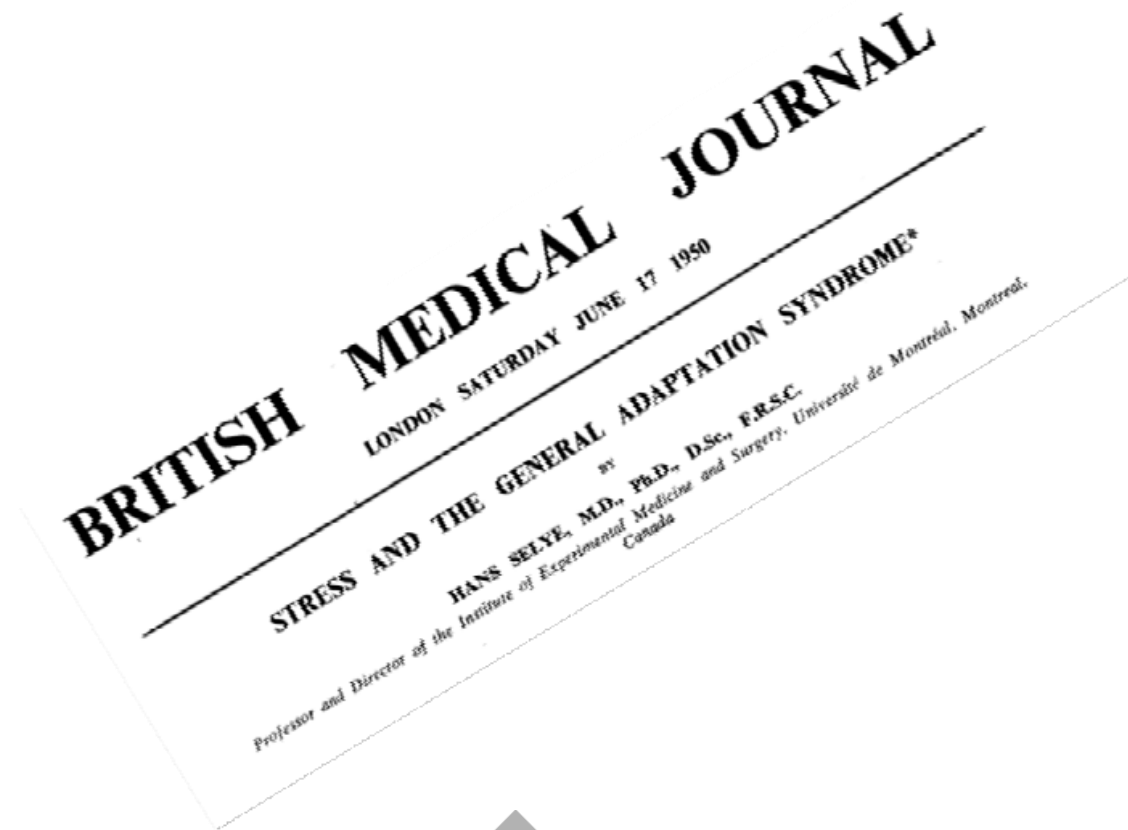 BRITISH MEDICAL JOURNAL
LONDON SATURDAY JUNE 17 1950
STRESS AND THE GENERAL ADAPTATION SYNDROME*
BY
HANS SELYE, M.D., Ph.D., D.Sc., F.R.S.C.
Professor and Director of the Institute of Experimental Medicine and Surgery, Université de Montréal, Montreal,
Canada